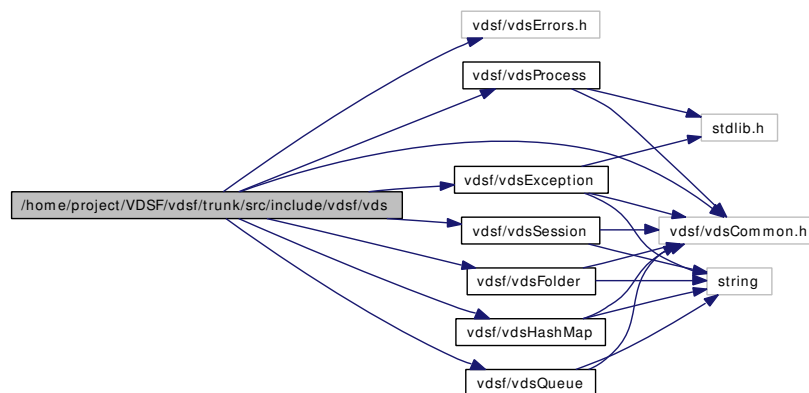 vdsf/vdsErrors.h
vdsf/vdsProcess
stdlib.h
vdsf/vdsException
/home/project/VDSF/vdsf/trunk/src/include/vdsf/vds
vdsf/vdsSession
vdsf/vdsCommon.h
vdsf/vdsFolder
string
vdsf/vdsHashMap
vdsf/vdsQueue